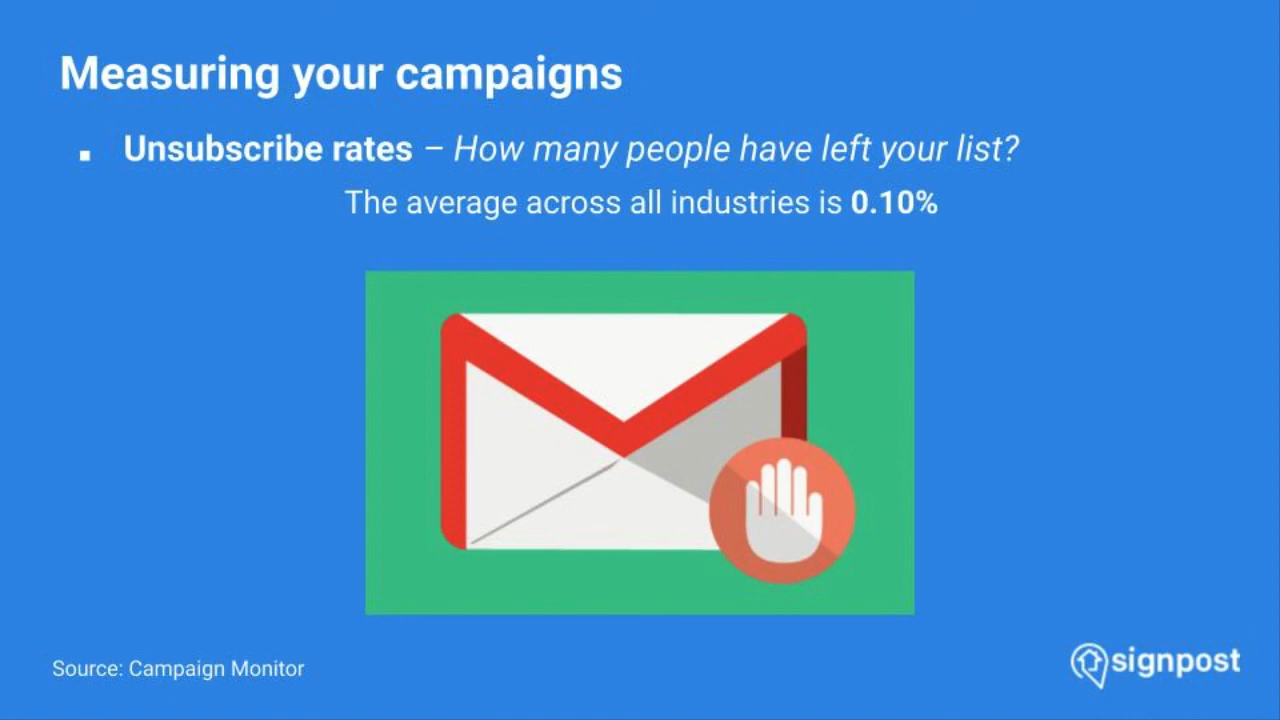 Measuring your campaigns
▪ Unsubscribe rates – How many people have left your list?
The average across all industries is 0.10%
Source: Campaign Monitor
signpost